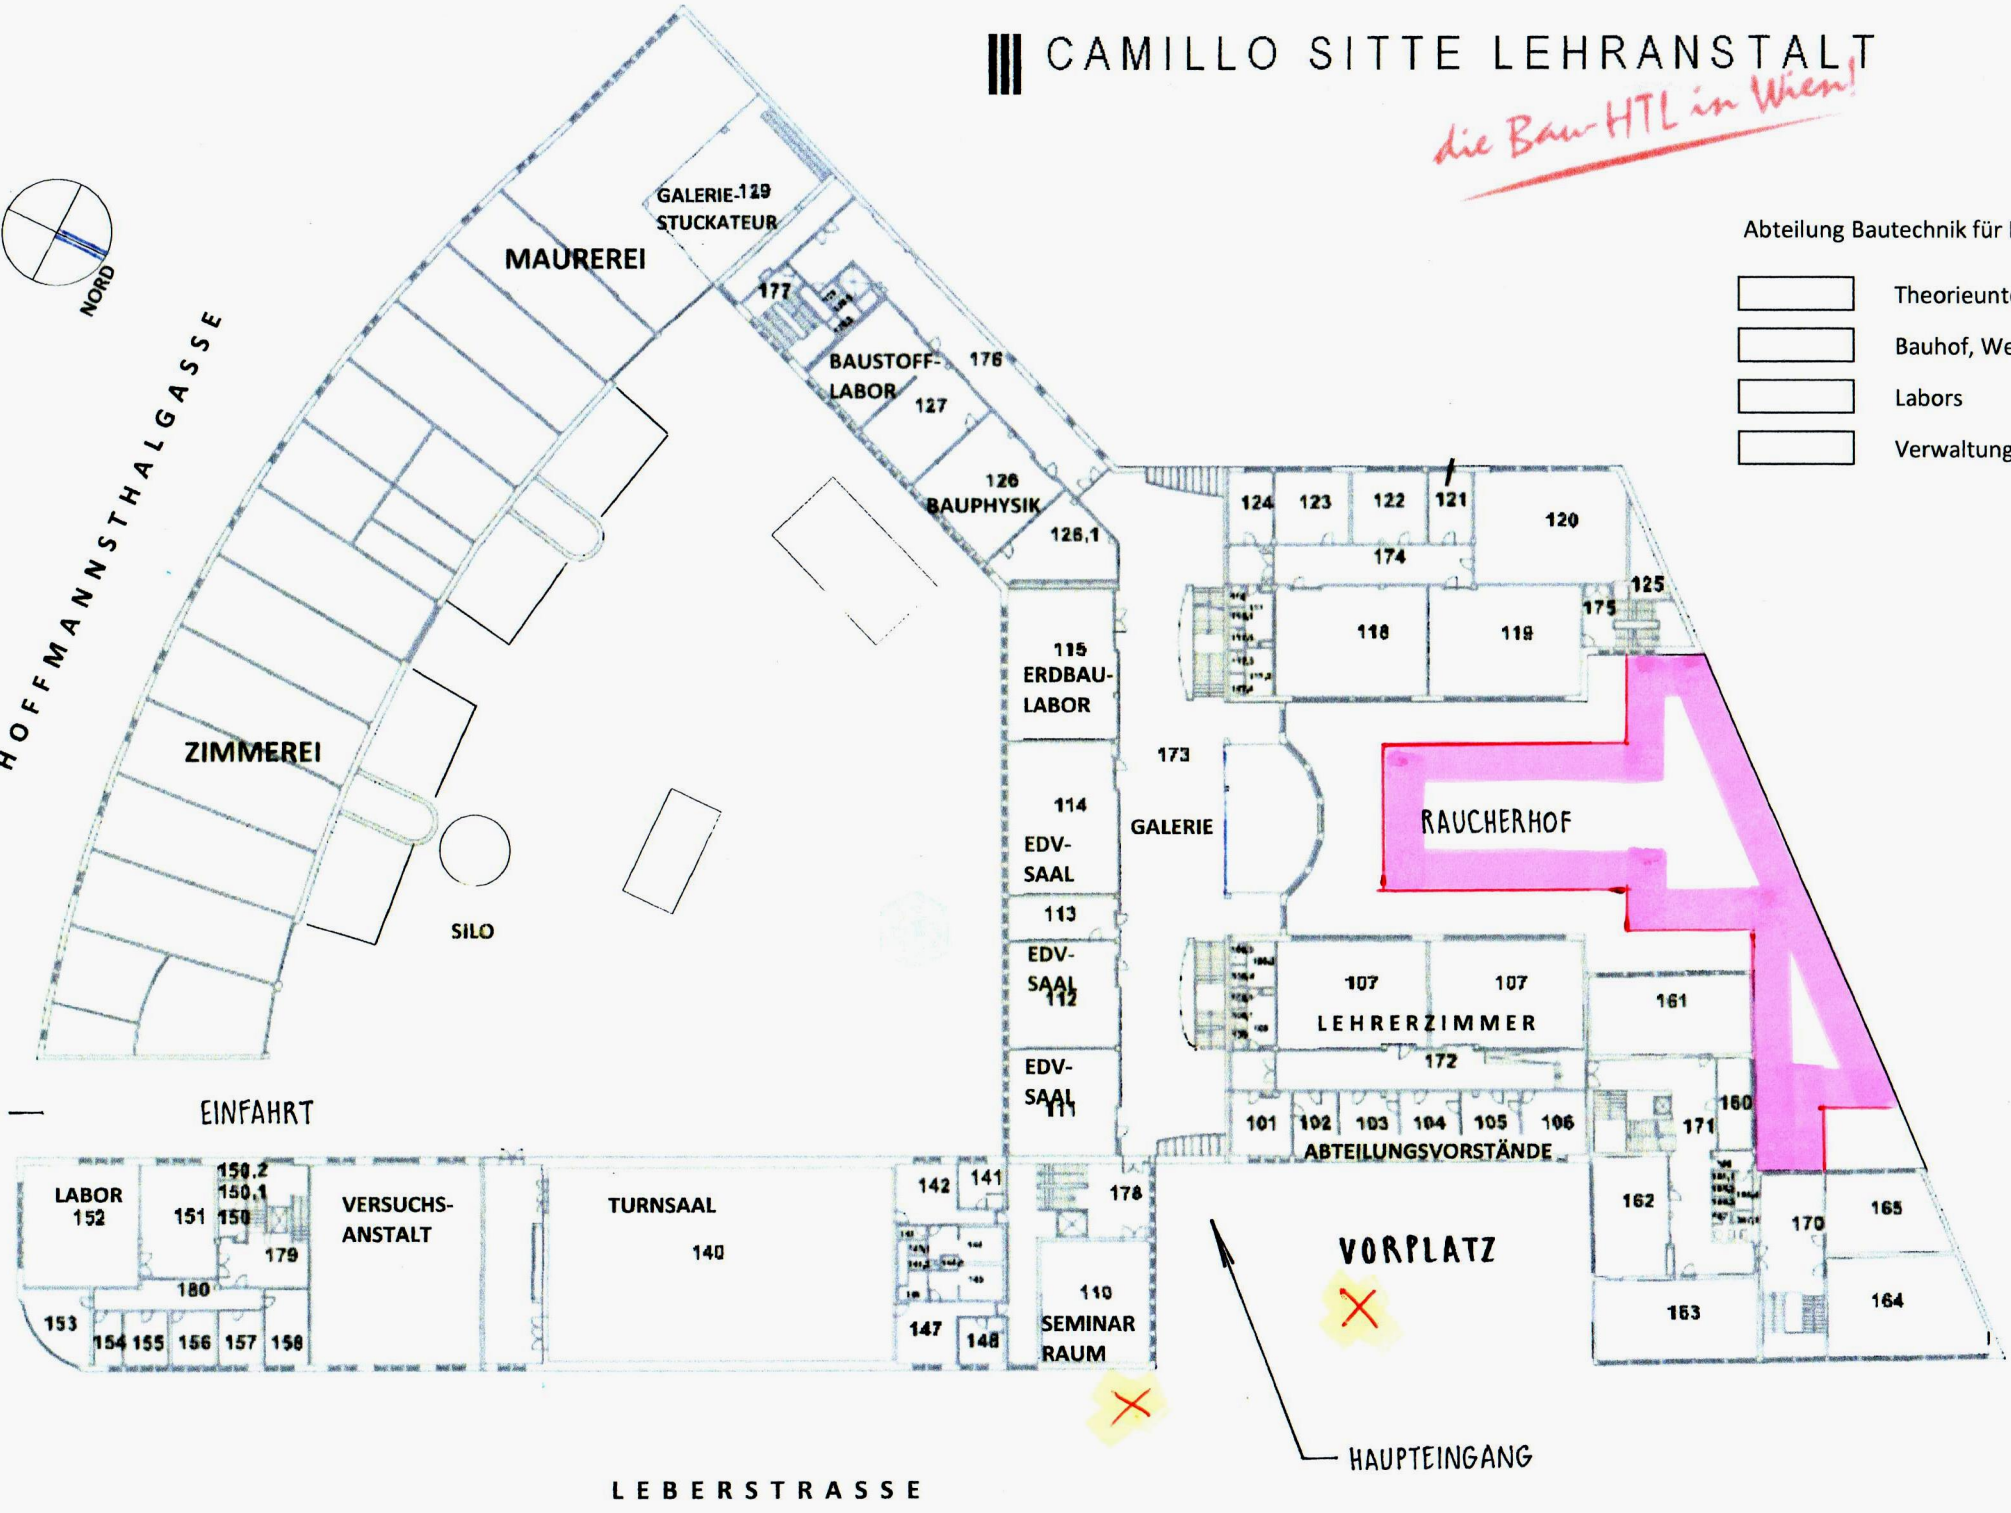 CAMILLO SITTE LEHRANSTALT
die Bau-HTL in Wien!
Abteilung Bautechnik für
Bauhof,
Labors
Verwaltung
NORD
HOFFMANNSTHALGASSE
GALERIE-129
STUCKATEUR
MAUREREI
177
BAUSTOFF-
LABOR
127
176
126
BAUPHYSIK
126,1
124
123
122
121
120
174
125
175
118
119
115
ERDBAU-
LABOR
173
GALERIE
114
EDV-
SAAL
113
EDV-
SAAL
112
EDV-
SAAL
111
RAUCHERHOF
ZIMMEREI
SILO
107
107
LEHRERZIMMER
172
161
160
171
101
102
103
104
105
106
ABTEILUNGSVORSTÄNDE
EINFAHRT
LABOR
152
151
150,2
150,1
150
179
180
153
154
155
156
157
158
VERSUCHS-
ANSTALT
TURNSAAL
140
142
141
147
148
178
110
SEMINAR
RAUM
VORPLATZ
162
163
170
165
164
HAUPTEINGANG
LEBERSTRASSE